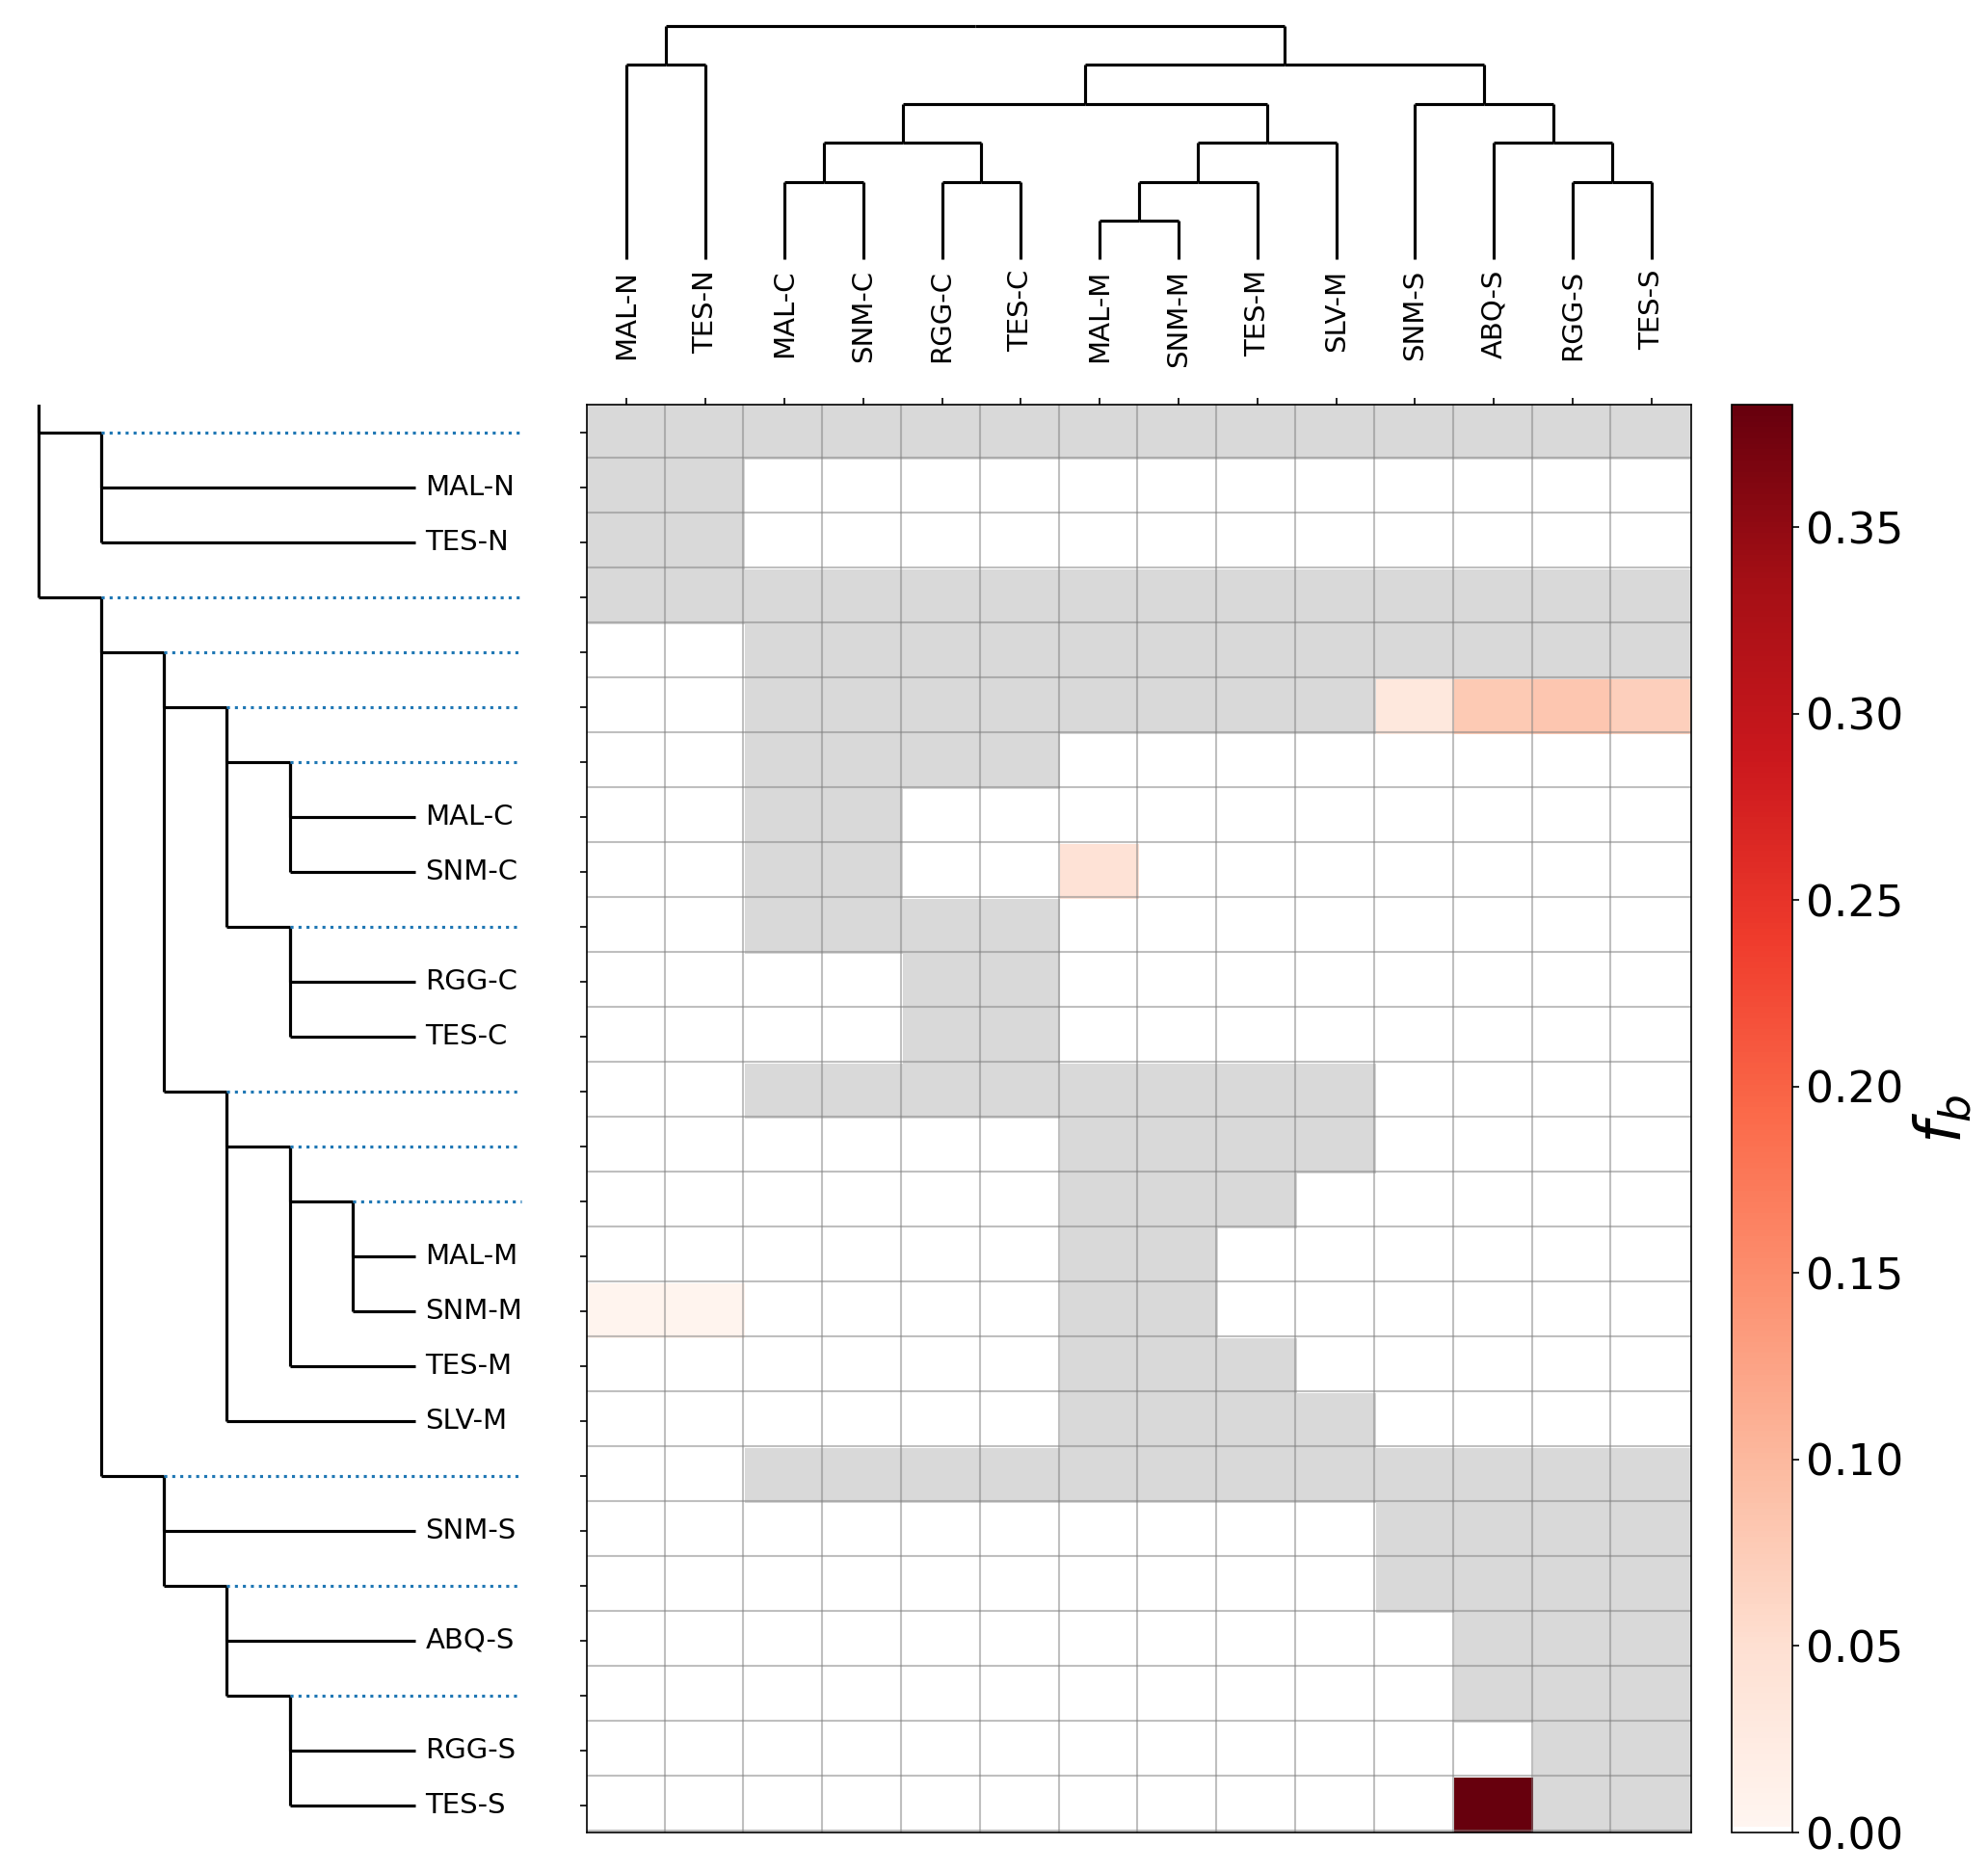 MAL-N
TES-N
MAL-C
SNM-C
RGG-C
TES-C
MAL-M
SNM-M
TES-M
SLV-M
SNM-S
ABQ-S
RGG-S
TES-S
MAL-N
TES-N
MAL-C
SNM-C
RGG-C
TES-C
MAL-M
SNM-M
TES-M
SLV-M
SNM-S
ABQ-S
RGG-S
TES-S
0.35
0.30
0.25
0.20
0.15
0.10
0.05
0.00
f_b